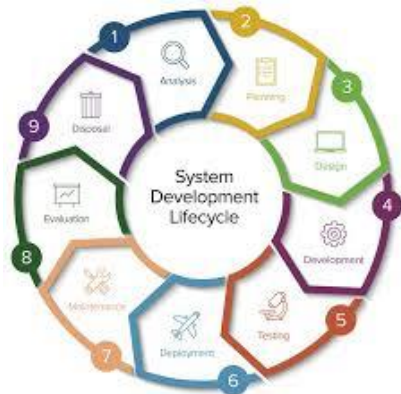 System
Development
Lifecycle
1
Analysis
2
Planning
3
Design
4
Development
5
Testing
6
Deployment
7
Maintenance
8
Evaluation
9
Disposal